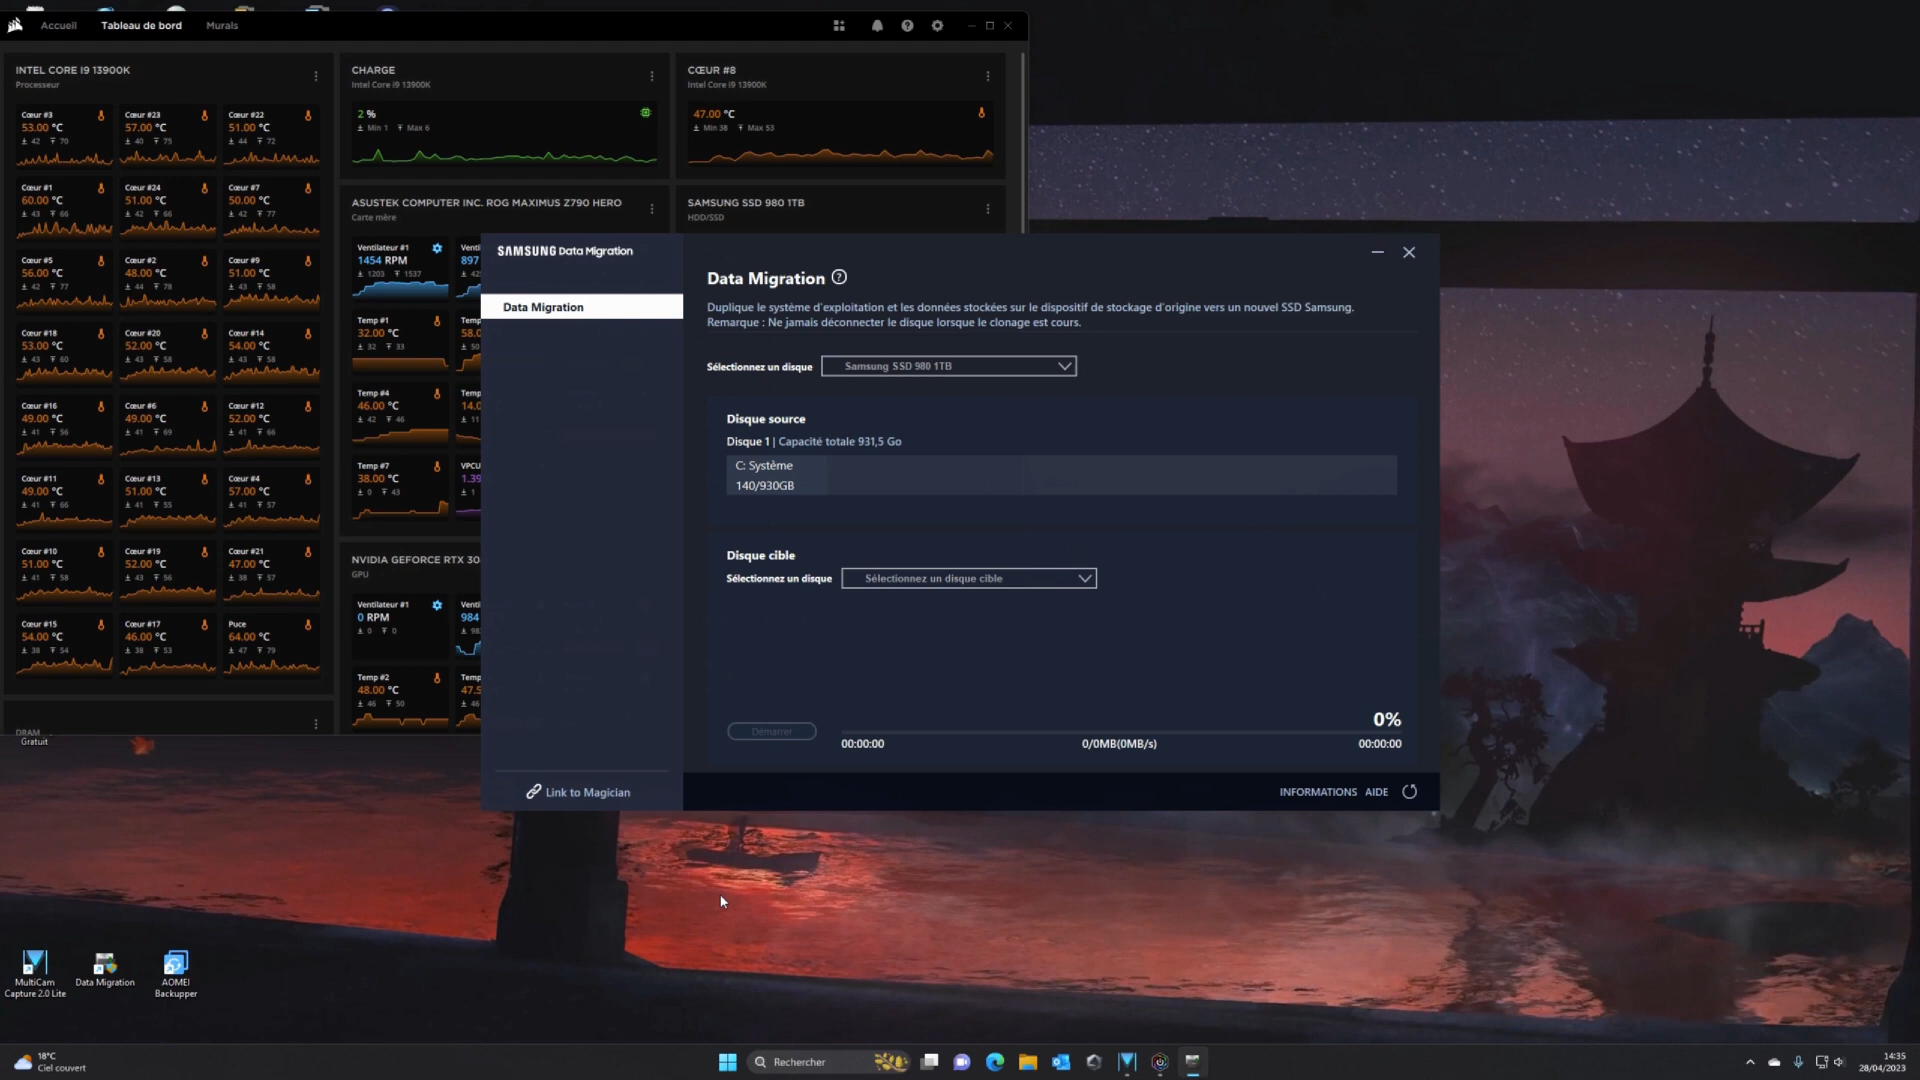 Accueil
Tableau de bord
Murals
INTEL CORE I9 13900K
Processeur
Cœur #3
53.00 °C
42 70
Cœur #23
57.00 °C
40 75
Cœur #22
51.00 °C
44 72
Cœur #1
60.00 °C
43 66
Cœur #24
51.00 °C
42 66
Cœur #7
50.00 °C
42 77
Cœur #5
56.00 °C
42 77
Cœur #2
48.00 °C
44 78
Cœur #9
51.00 °C
43 58
Cœur #18
53.00 °C
43 60
Cœur #20
52.00 °C
43 58
Cœur #14
54.00 °C
43 58
Cœur #16
49.00 °C
41 56
Cœur #6
49.00 °C
41 69
Cœur #12
52.00 °C
41 66
Cœur #11
49.00 °C
41 66
Cœur #13
51.00 °C
41 55
Cœur #4
57.00 °C
41 57
Cœur #10
51.00 °C
41 58
Cœur #19
52.00 °C
43 56
Cœur #21
47.00 °C
38 57
Cœur #15
54.00 °C
38 54
Cœur #17
46.00 °C
38 53
Puce
64.00 °C
47 79
DRAM
Gratuit
CHARGE
Intel Core i9 13900K
2 %
Min 1 Max 6
CŒUR #8
Intel Core i9 13900K
47.00 °C
Min 38 Max 53
ASUSTEK COMPUTER INC. ROG MAXIMUS Z790 HERO
Carte mère
SAMSUNG SSD 980 1TB
HDD/SSD
Ventilateur #1
1454 RPM
1203 1537
Venti
897
Temp #1
32.00 °C
32 33
Temp
58.0
50
Temp #4
46.00 °C
42 46
Temp
14.0
11
Temp #7
38.00 °C
0 43
VPCU
1.39
1
NVIDIA GEFORCE RTX 30
GPU
Ventilateur #1
0 RPM
0 0
Venti
984
Temp #2
48.00 °C
46 50
Temp
47.5
46
SAMSUNG Data Migration
Data Migration
Link to Magician
Data Migration
Duplique le système d'exploitation et les données stockées sur le dispositif de stockage d'origine vers un nouvel SSD Samsung.
Remarque : Ne jamais déconnecter le disque lorsque le clonage est cours.
Sélectionnez un disque
Samsung SSD 980 1TB
Disque source
Disque 1 | Capacité totale 931,5 Go
C: Système
140/930GB
Disque cible
Sélectionnez un disque
Sélectionnez un disque cible
Démarrer
0%
00:00:00
0/0MB(0MB/s)
00:00:00
INFORMATIONS AIDE
MultiCam
Capture 2.0 Lite
Data Migration
AOMEI
Backupper
18°C
Ciel couvert
Rechercher
14:35
28/04/2023